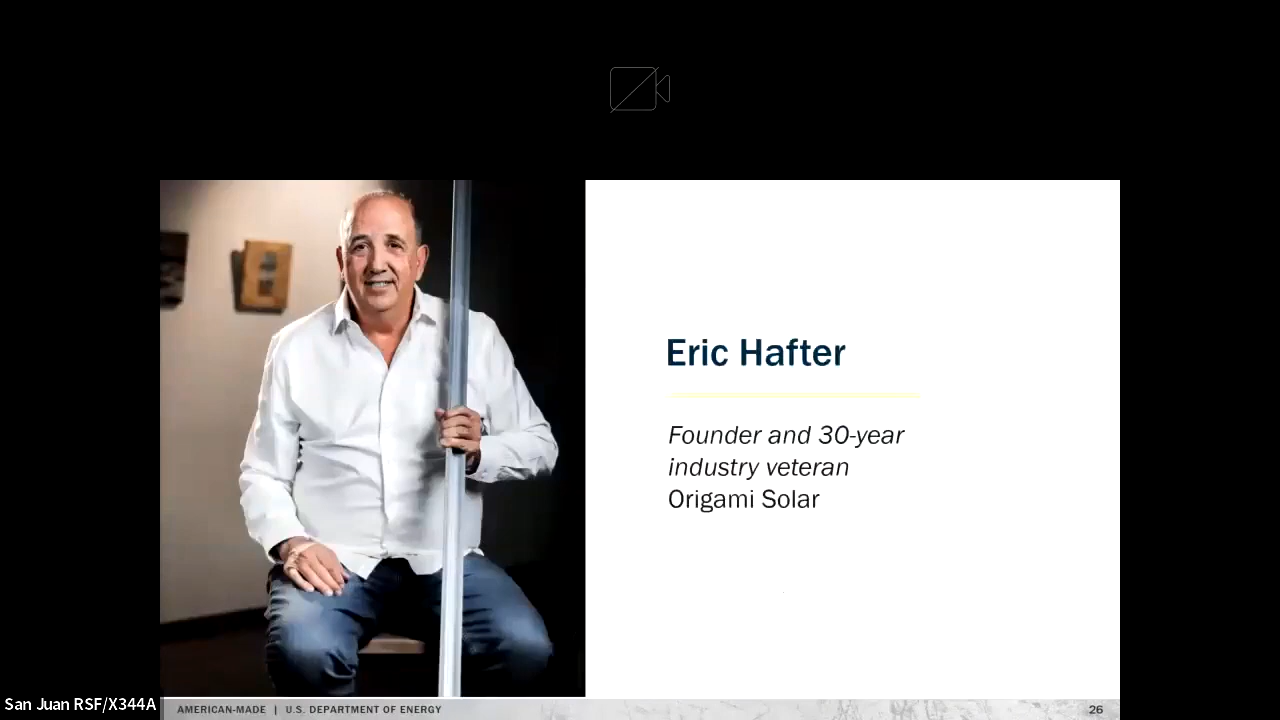 Eric Hafter
Founder and 30-year
industry veteran
Origami Solar
San Juan RSF/X344A
AMERICAN-MADE | U.S. DEPARTMENT OF ENERGY
26